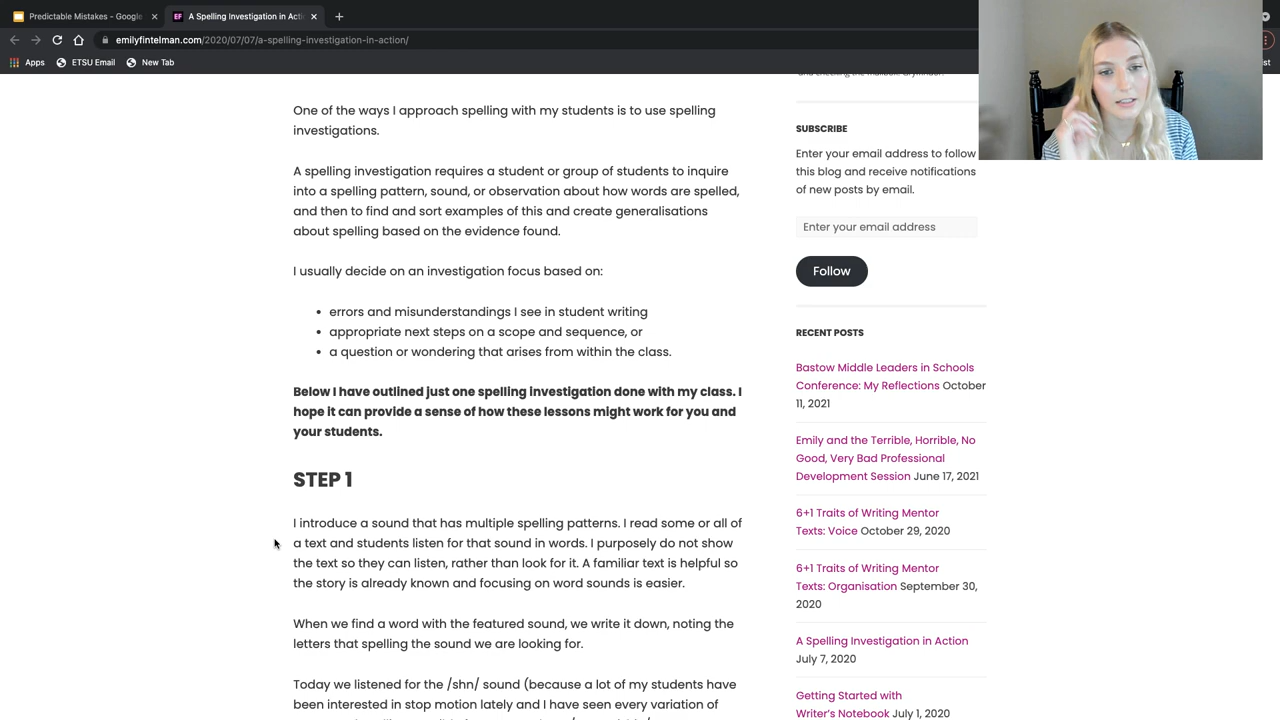 Predictable Mistakes - Google
A Spelling Investigation in Actio
emilyfintelman.com/2020/07/07/a-spelling-investigation-in-action/
Apps
ETSU Email
New Tab
One of the ways I approach spelling with my students is to use spelling
investigations.
A spelling investigation requires a student or group of students to inquire
into a spelling pattern, sound, or observation about how words are spelled,
and then to find and sort examples of this and create generalisations
about spelling based on the evidence found.
I usually decide on an investigation focus based on:
• errors and misunderstandings I see in student writing
• appropriate next steps on a scope and sequence, or
• a question or wondering that arises from within the class.
Below I have outlined just one spelling investigation done with my class. I
hope it can provide a sense of how these lessons might work for you and
your students.
STEP 1
I introduce a sound that has multiple spelling patterns. I read some or all of
a text and students listen for that sound in words. I purposely do not show
the text so they can listen, rather than look for it. A familiar text is helpful so
the story is already known and focusing on word sounds is easier.
When we find a word with the featured sound, we write it down, noting the
letters that spelling the sound we are looking for.
Today we listened for the /shn/ sound (because a lot of my students have
been interested in stop motion lately and I have seen every variation of
SUBSCRIBE
Enter your email address to follow
this blog and receive notifications
of new posts by email.
Enter your email address
Follow
RECENT POSTS
Bastow Middle Leaders in Schools
Conference: My Reflections October
11, 2021
Emily and the Terrible, Horrible, No
Good, Very Bad Professional
Development Session June 17, 2021
6+1 Traits of Writing Mentor
Texts: Voice October 29, 2020
6+1 Traits of Writing Mentor
Texts: Organisation September 30,
2020
A Spelling Investigation in Action
July 7, 2020
Getting Started with
Writer's Notebook July 1, 2020